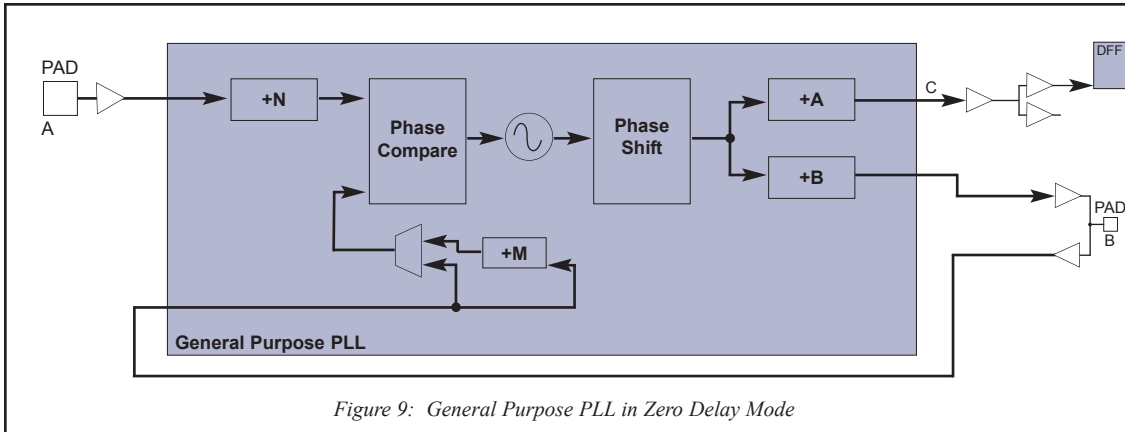 PAD
A
+N
Phase
Compare
Phase
Shift
+A
+B
C
DFF
PAD
B
+M
General Purpose PLL
Figure 9: General Purpose PLL in Zero Delay Mode